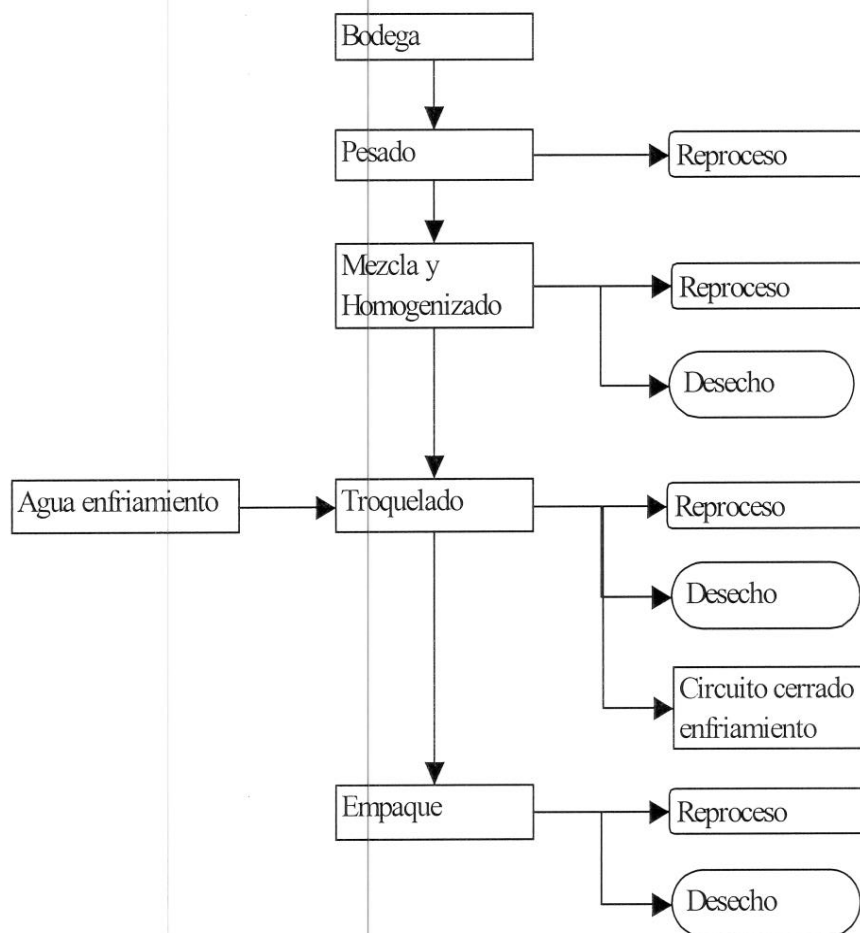 Bodega
Pesado
Reproceso
Mezcla y
Homogenizado
Reproceso
Desecho
Agua enfriamiento
Troquelado
Reproceso
Desecho
Circuito cerrado
enfriamiento
Empaque
Reproceso
Desecho